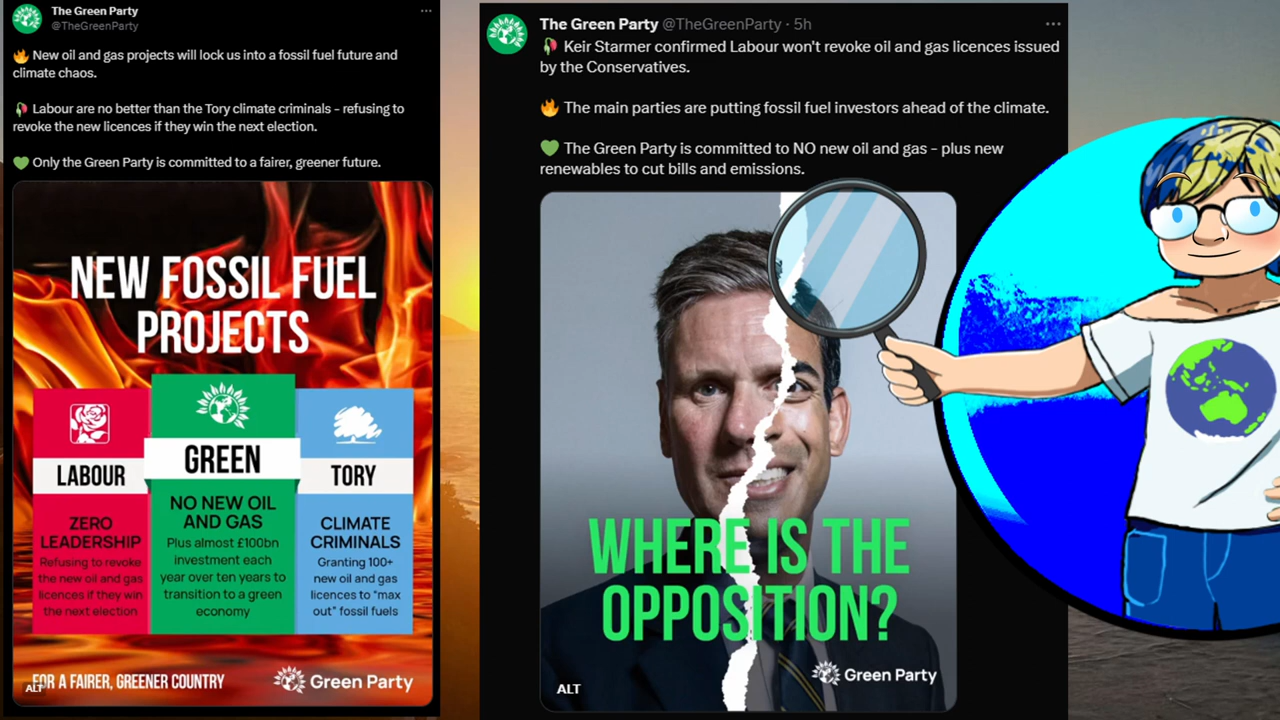 The Green Party
@TheGreenParty
🔥 New oil and gas projects will lock us into a fossil fuel future and
climate chaos.
🥀 Labour are no better than the Tory climate criminals - refusing to
revoke the new licences if they win the next election.
💚 Only the Green Party is committed to a fairer, greener future.
NEW FOSSIL FUEL
PROJECTS
LABOUR
ZERO
LEADERSHIP
Refusing to revoke
the new oil and gas
licences if they win
the next election
GREEN
NO NEW OIL
AND GAS
Plus almost £100bn
investment each
year over ten years to
transition to a green
economy
TORY
CLIMATE
CRIMINALS
Granting 100+
new oil and gas
licences to "max
out" fossil fuels
FOR A FAIRER, GREENER COUNTRY
ALT
Green Party
The Green Party @TheGreenParty · 5h
🥀 Keir Starmer confirmed Labour won't revoke oil and gas licences issued
by the Conservatives.
🔥 The main parties are putting fossil fuel investors ahead of the climate.
💚 The Green Party is committed to NO new oil and gas - plus new
renewables to cut bills and emissions.
WHERE IS THE
OPPOSITION?
Green Party
ALT